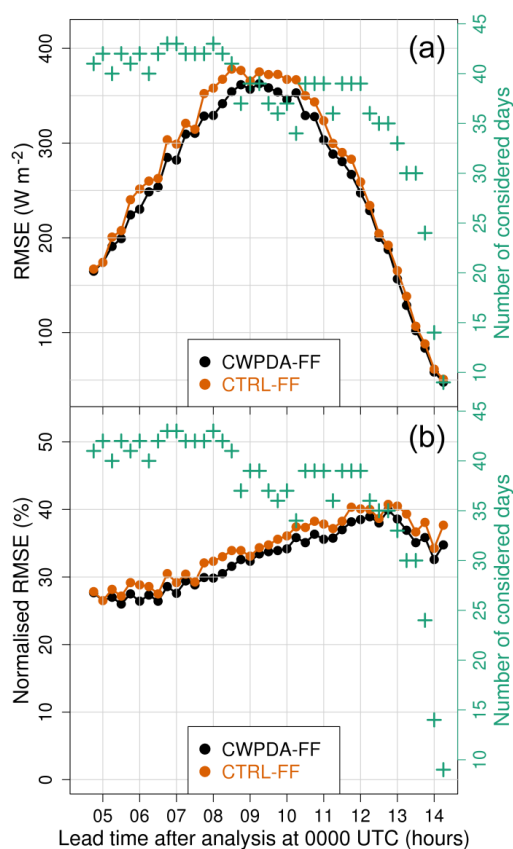 (a)
400
300
200
100
RMSE (W m⁻²)
45
40
35
30
25
20
15
10
Number of considered days
CWPDA-FF
CTRL-FF
(b)
50
40
30
20
10
0
Normalised RMSE (%)
45
40
35
30
25
20
15
10
Number of considered days
CWPDA-FF
CTRL-FF
05 06 07 08 09 10 11 12 13 14
Lead time after analysis at 0000 UTC (hours)